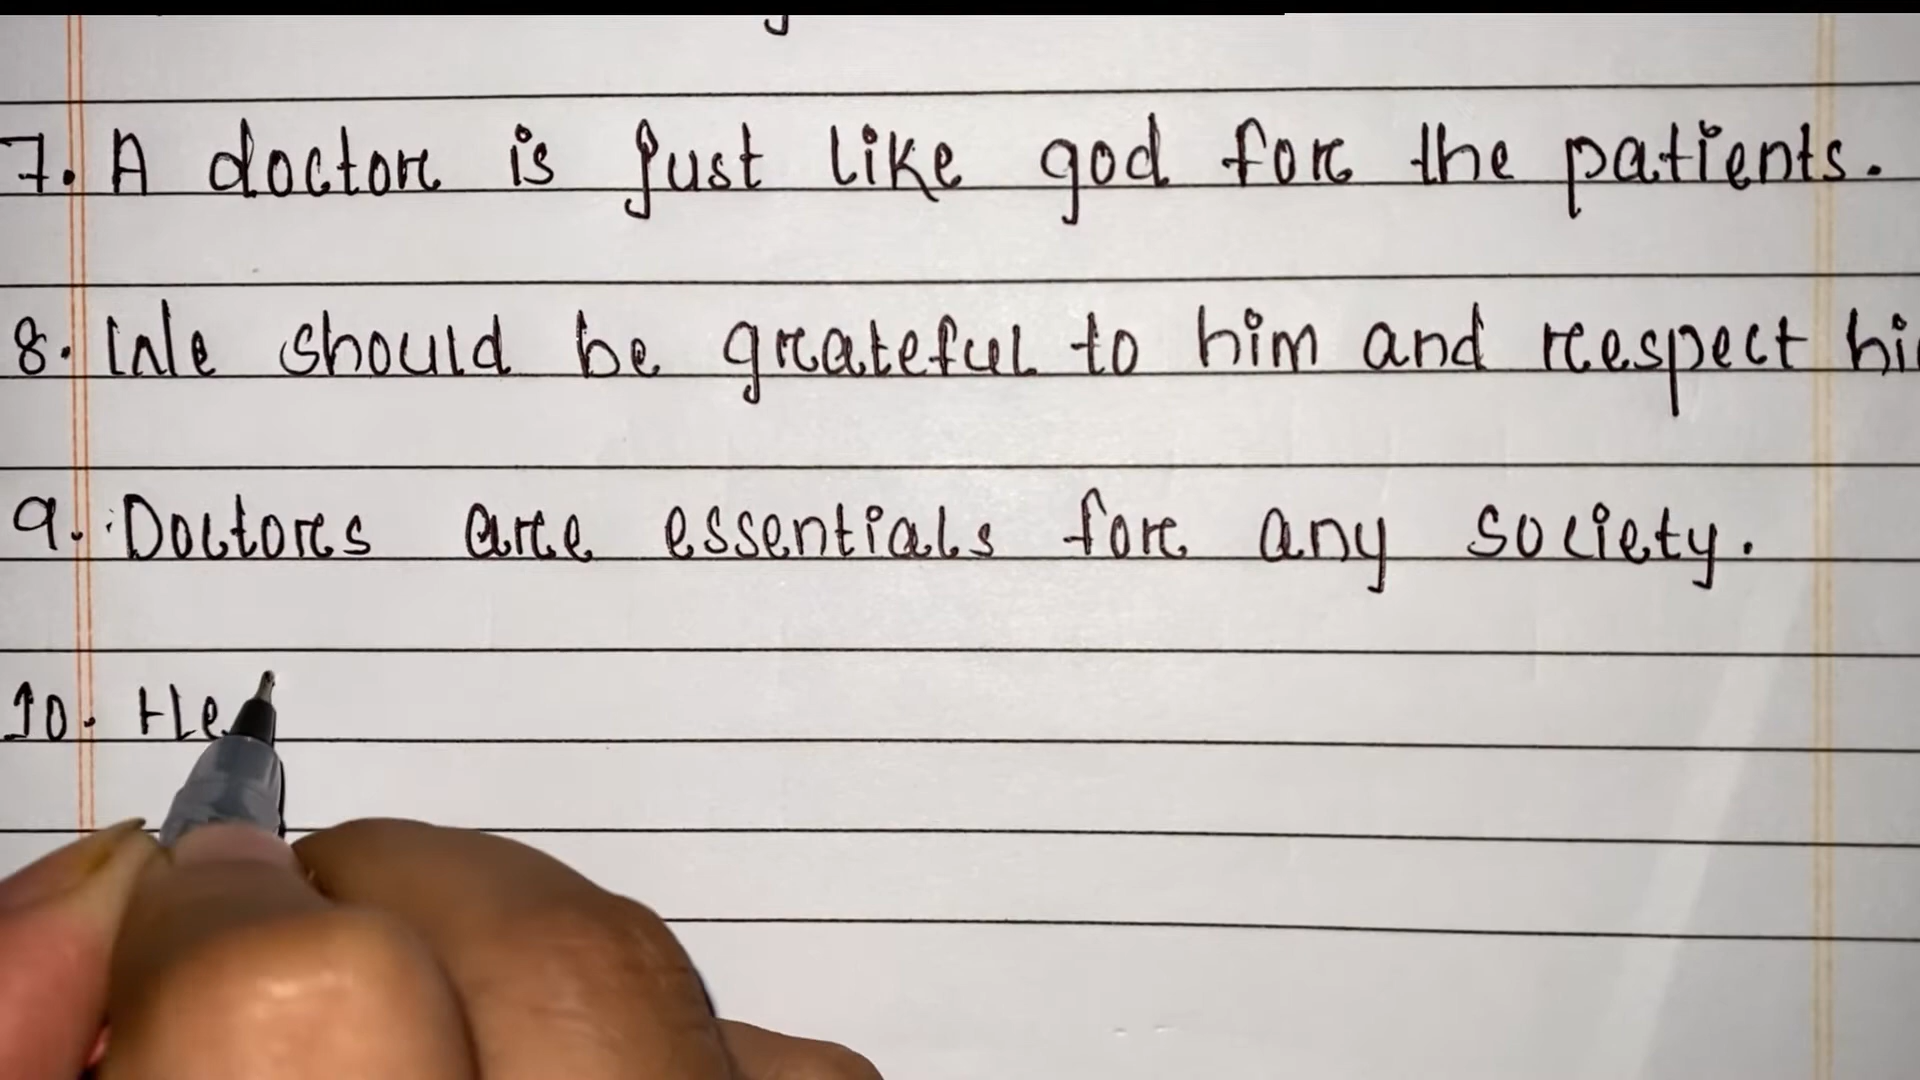 7. A doctor is just like god for the patients.
8. We should be grateful to him and respect hi
9. Doctors are essentials for any society.
10. He